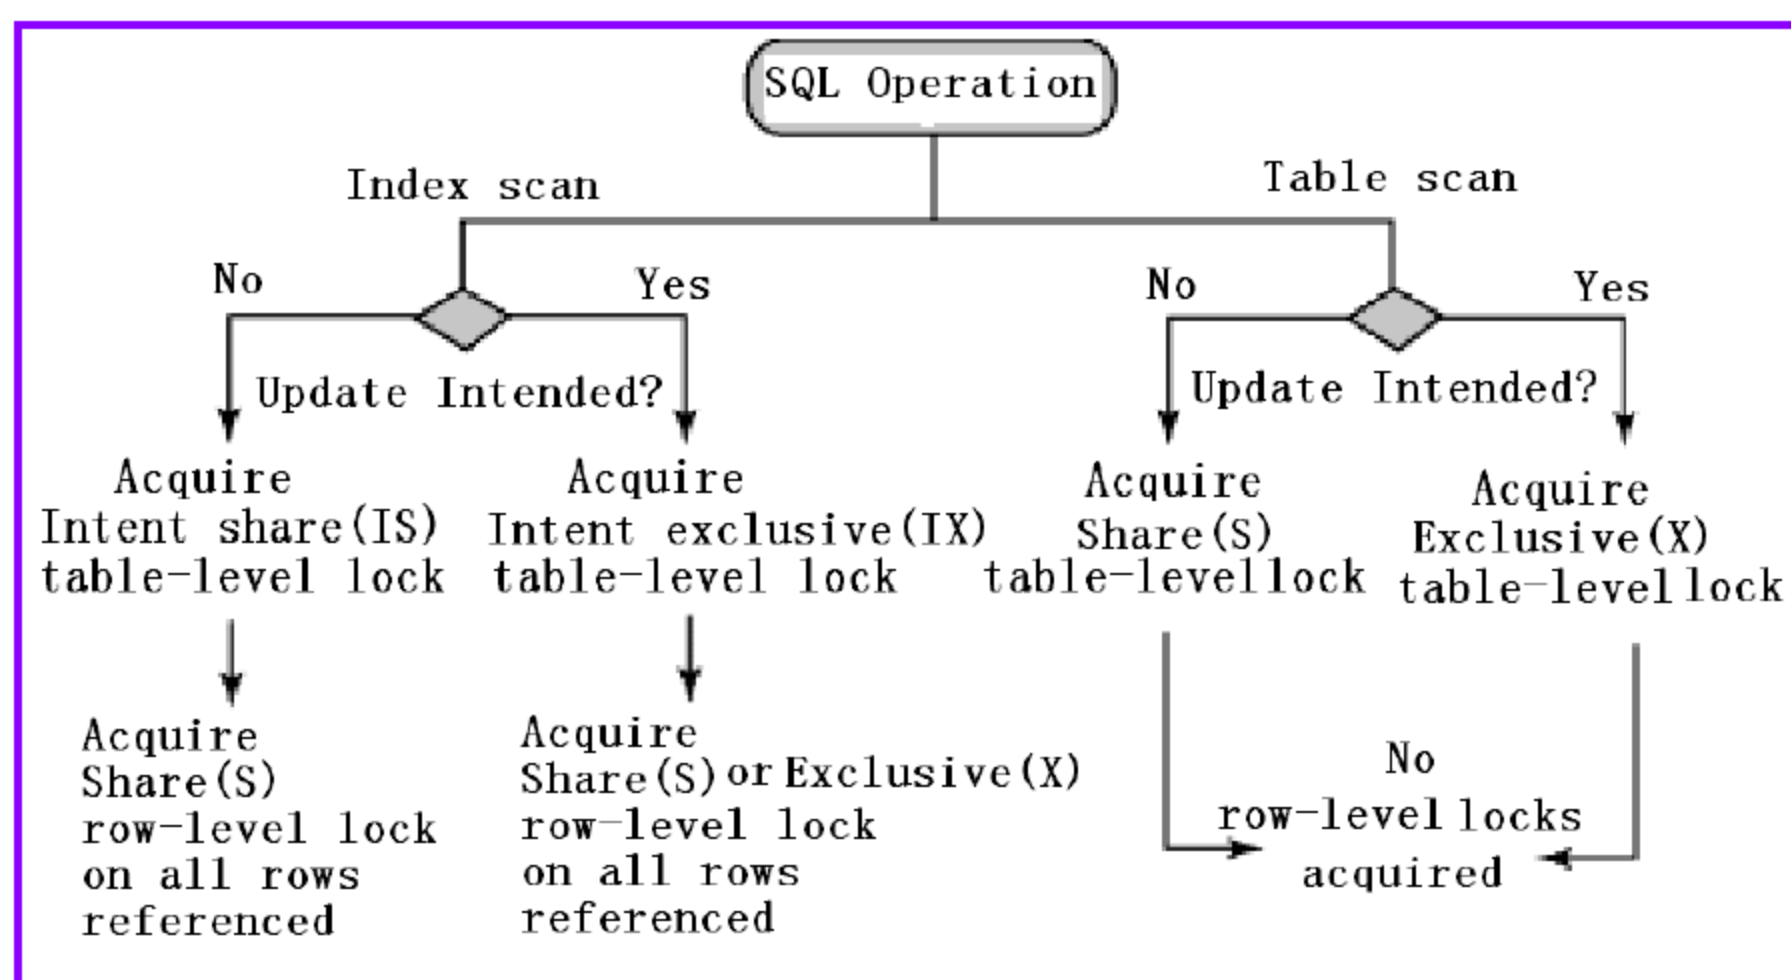 SQL Operation
Index scan
Table scan
No
Yes
No
Yes
Update Intended?
Update Intended?
Acquire
Intent share(IS)
table-level lock
Acquire
Intent exclusive(IX)
table-level lock
Acquire
Share(S)
table-level lock
Acquire
Exclusive(X)
table-level lock
Acquire
Share(S)
row-level lock
on all rows
referenced
Acquire
Share(S) or Exclusive(X)
row-level lock
on all rows
referenced
No
row-level locks
acquired